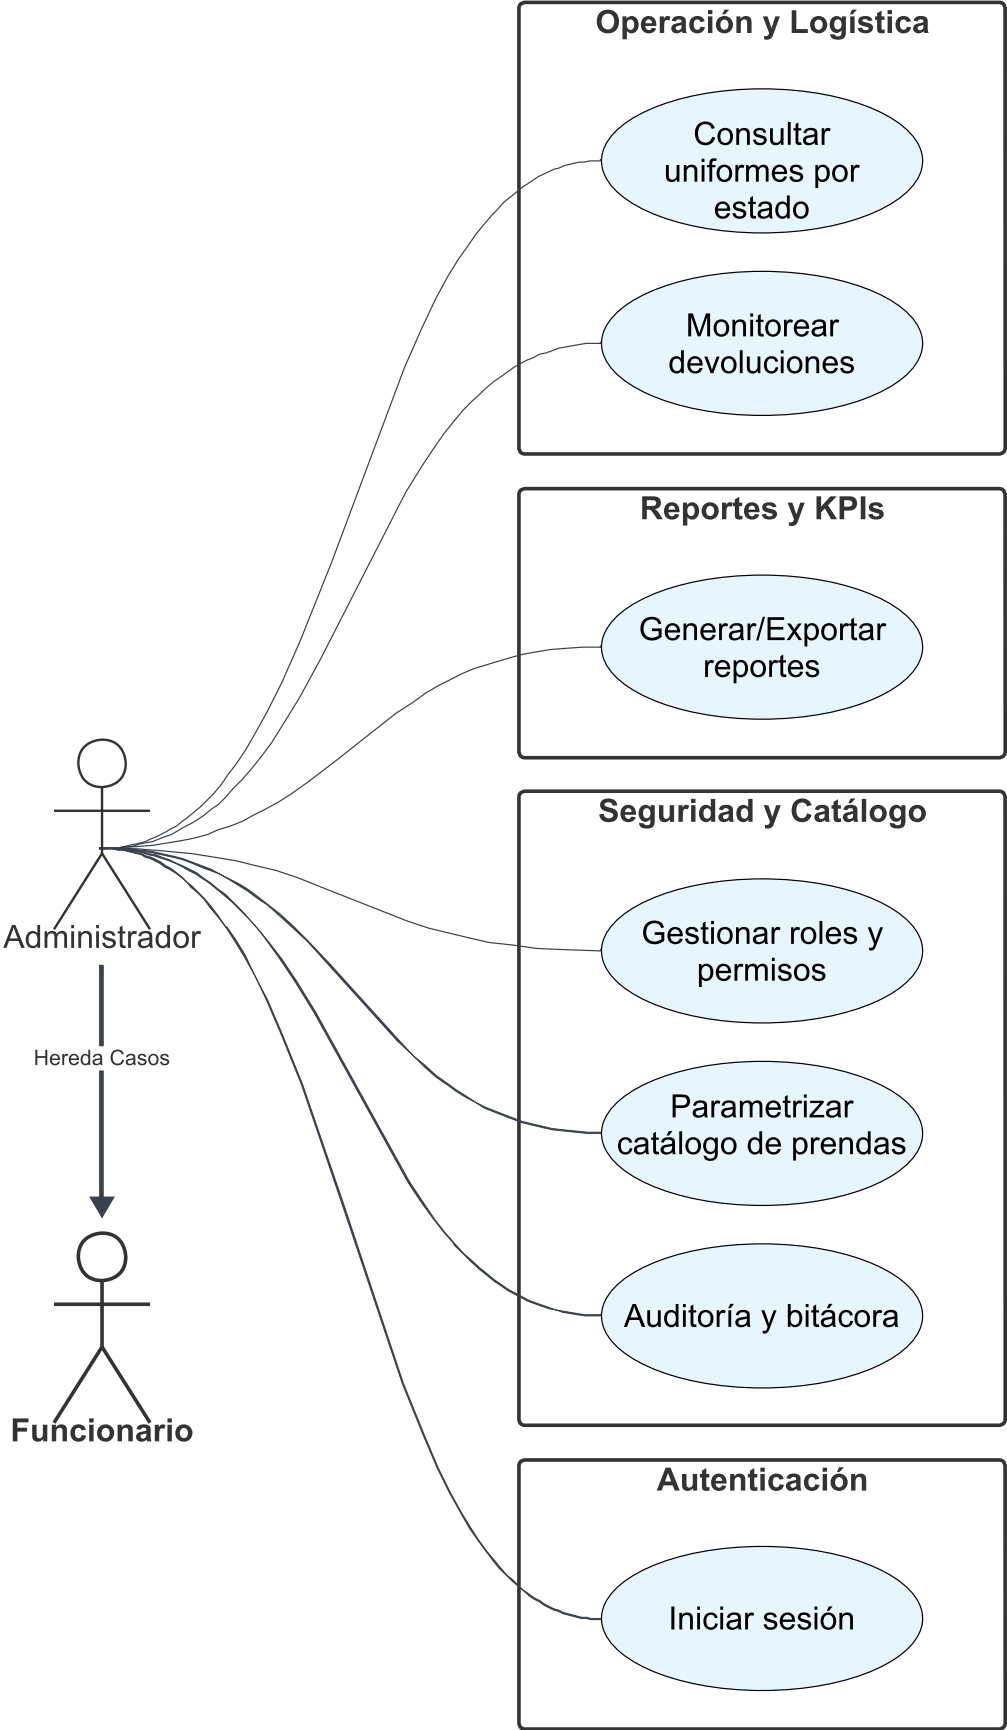 Operación y Logística
Consultar
uniformes por
estado
Monitorear
devoluciones
Reportes y KPIs
Generar/Exportar
reportes
Seguridad y Catálogo
Gestionar roles y
permisos
Parametrizar
catálogo de prendas
Auditoría y bitácora
Autenticación
Iniciar sesión
Administrador
Hereda Casos
Funcionario